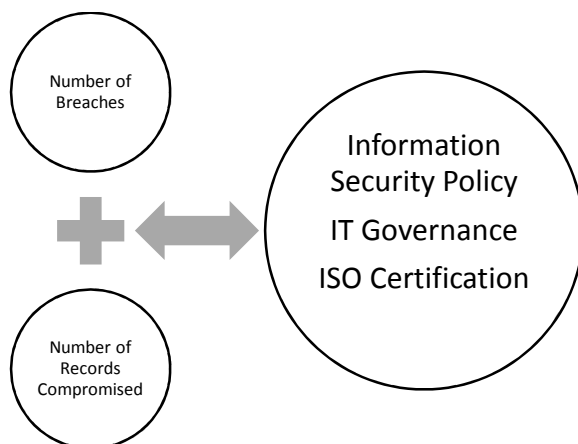 Number of
Breaches
Information
Security Policy
IT Governance
ISO Certification
Number of
Records
Compromised